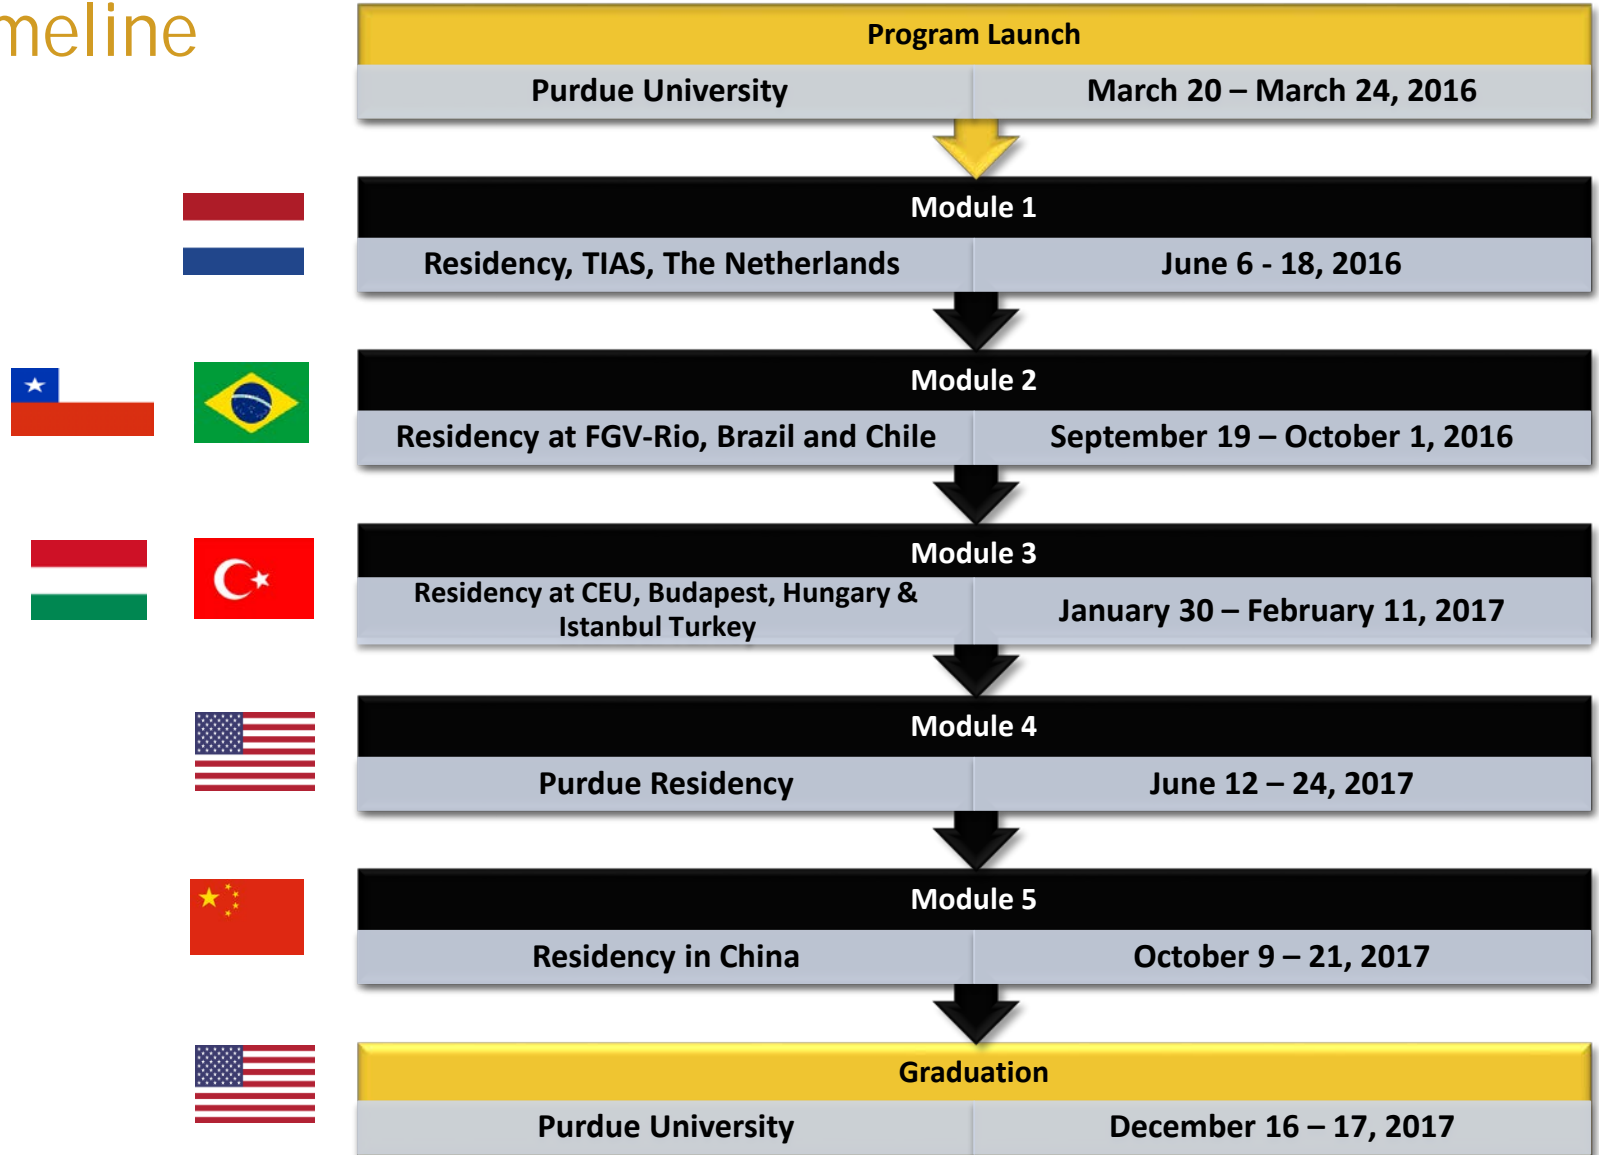 meline
Program Launch
Purdue University
March 20 – March 24, 2016
Module 1
Residency, TIAS, The Netherlands
June 6 - 18, 2016
Module 2
Residency at FGV-Rio, Brazil and Chile
September 19 – October 1, 2016
Module 3
Residency at CEU, Budapest, Hungary &
Istanbul Turkey
January 30 – February 11, 2017
Module 4
Purdue Residency
June 12 – 24, 2017
Module 5
Residency in China
October 9 – 21, 2017
Graduation
Purdue University
December 16 – 17, 2017